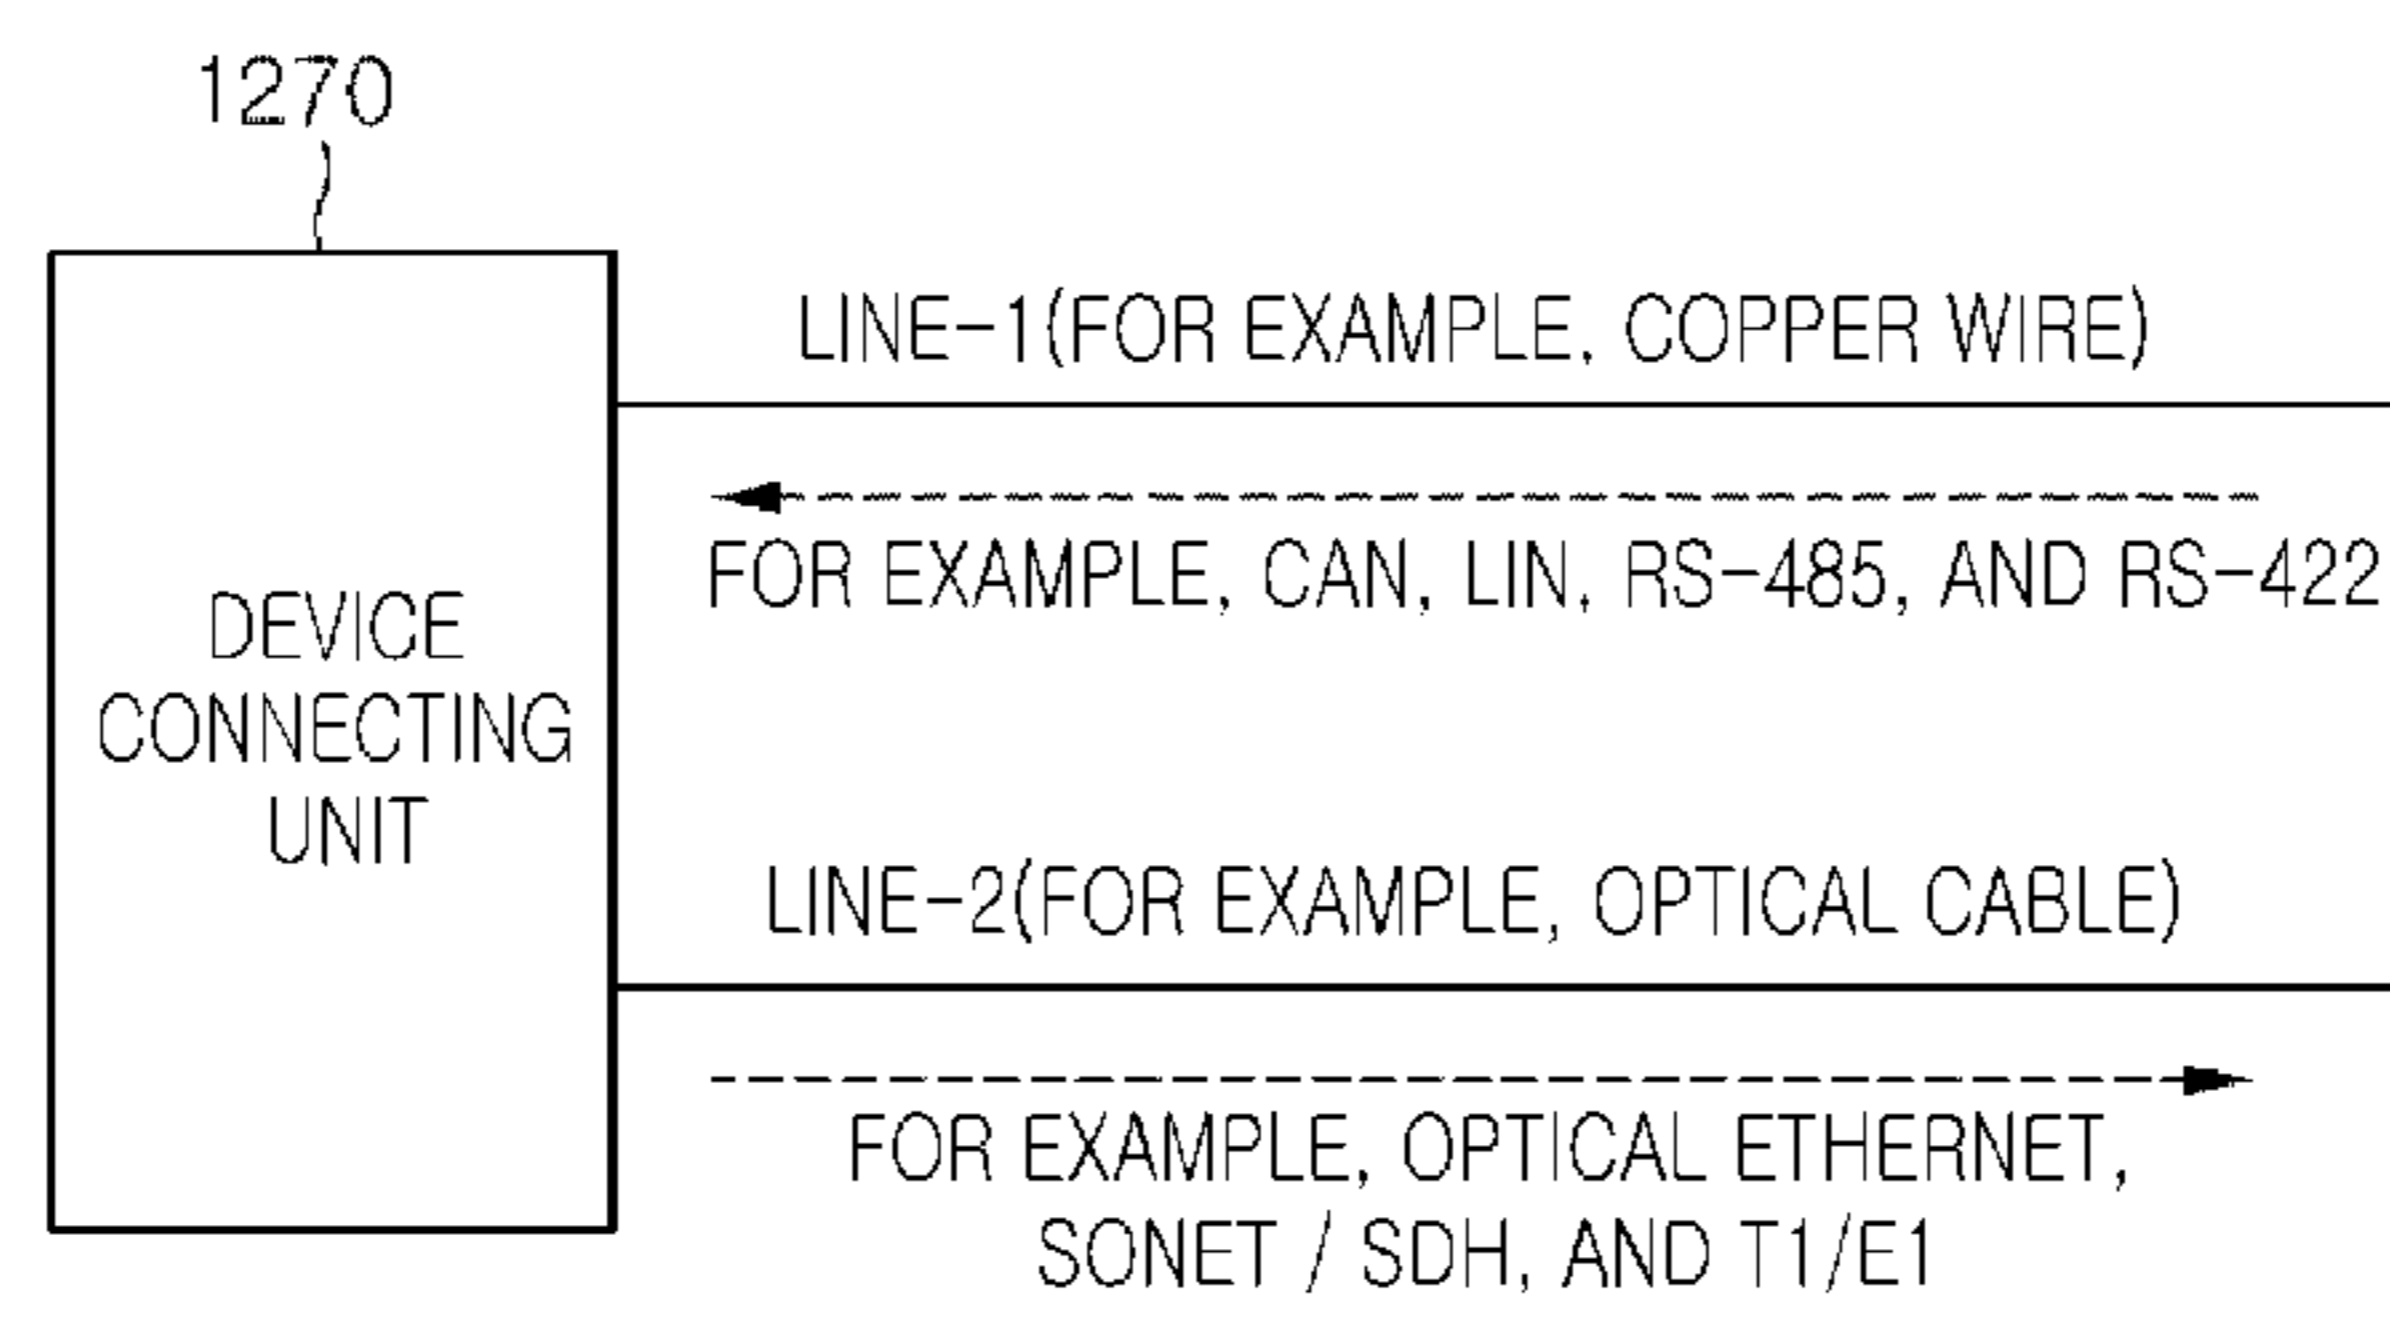 1270
LINE-1(FOR EXAMPLE, COPPER WIRE)
FOR EXAMPLE, CAN, LIN, RS-485, AND RS-422
DEVICE
CONNECTING
UNIT
LINE-2(FOR EXAMPLE, OPTICAL CABLE)
FOR EXAMPLE, OPTICAL ETHERNET,
SONET / SDH, AND T1/E1